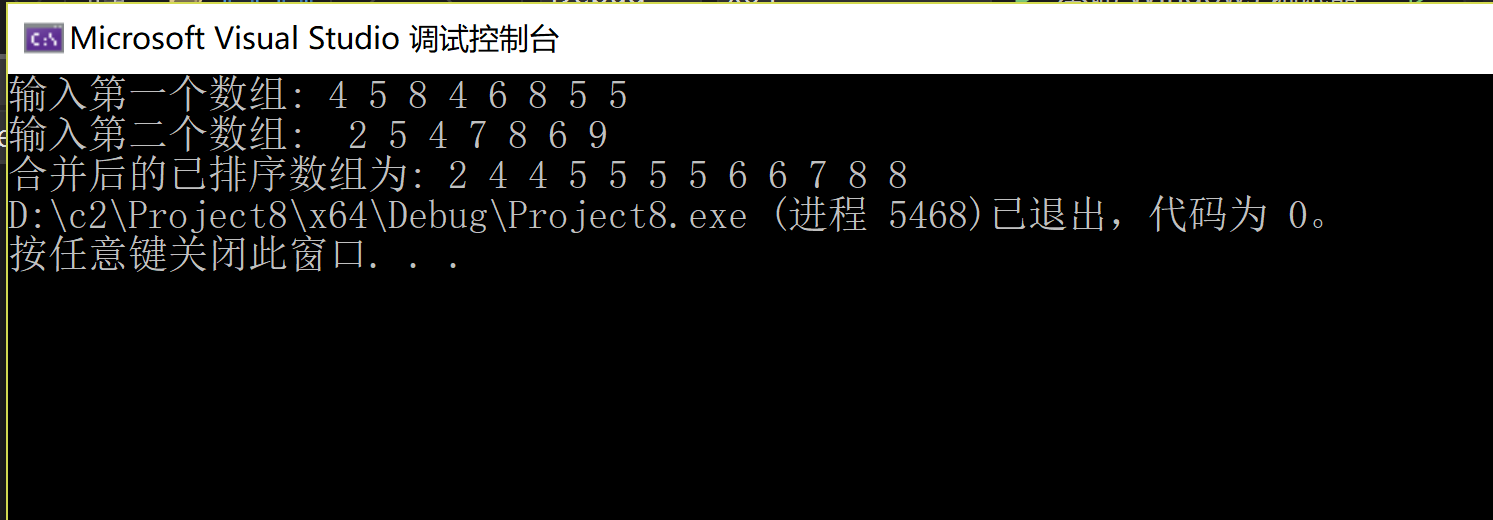 Microsoft Visual Studio 调试控制台
输入第一个数组: 4 5 8 4 6 8 5 5
输入第二个数组:  2 5 4 7 8 6 9
合并后的已排序数组为: 2 4 4 5 5 5 5 6 6 7 8 8
D:\c2\Project8\x64\Debug\Project8.exe (进程 5468)已退出，代码为 0。
按任意键关闭此窗口. . .